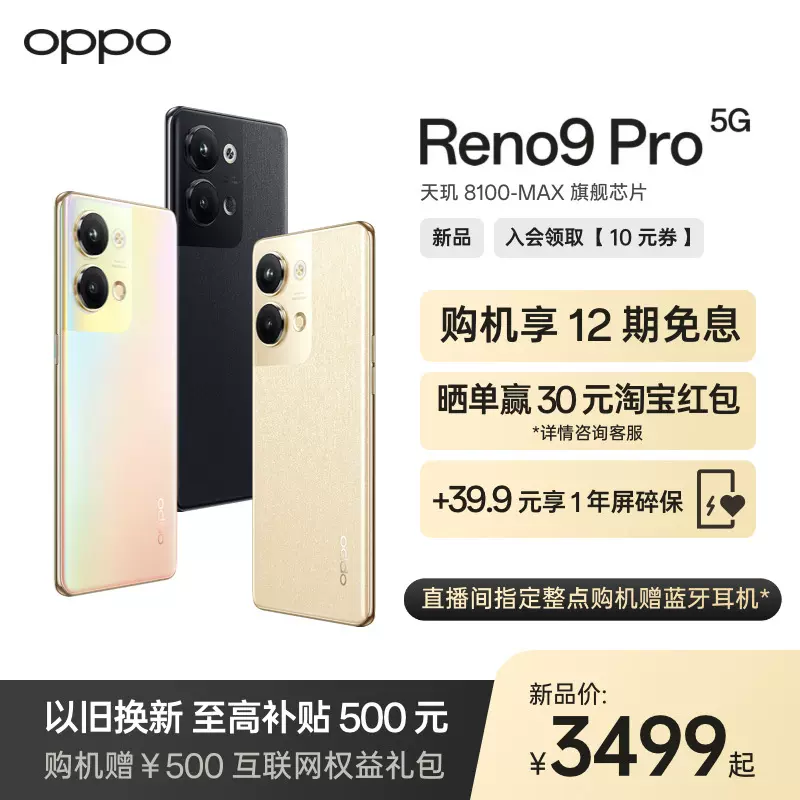 oppo
Reno9 Pro 5G
天玑 8100-MAX 旗舰芯片
新品
入会领取【 10 元券 】
购机享 12 期免息
晒单赢 30 元淘宝红包
*详情咨询客服
+39.9 元享 1 年屏碎保
直播间指定整点购机赠蓝牙耳机*
oppo
oppo
以旧换新 至高补贴 500 元
购机赠 ¥ 500 互联网权益礼包
新品价:
¥3499起